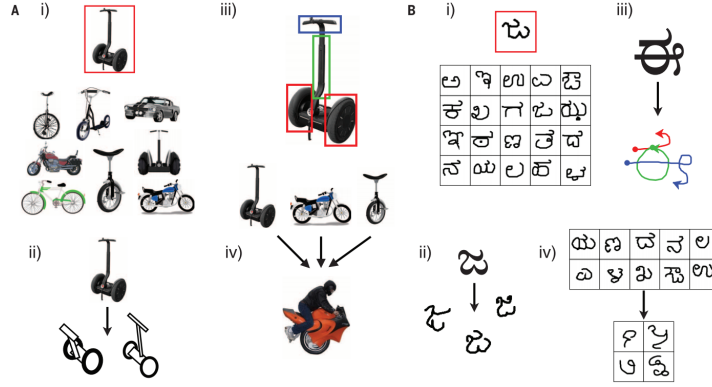 A i) iii) B i) iii)
ಜ
ಅ ಇ ಉ ಎ ಔ
ಕ ಖ ಗ ಜ ಝ
ಞ ಠ ಣ ತ ದ
ನ ಯ ಲ ಹ ಳ
ii) iv) ii) iv)
ಜ
ಜ ಜ ಜ
ಯ ಣ ದ ನ ಲ
ಎ ಳ ಖ ಔ ಉ